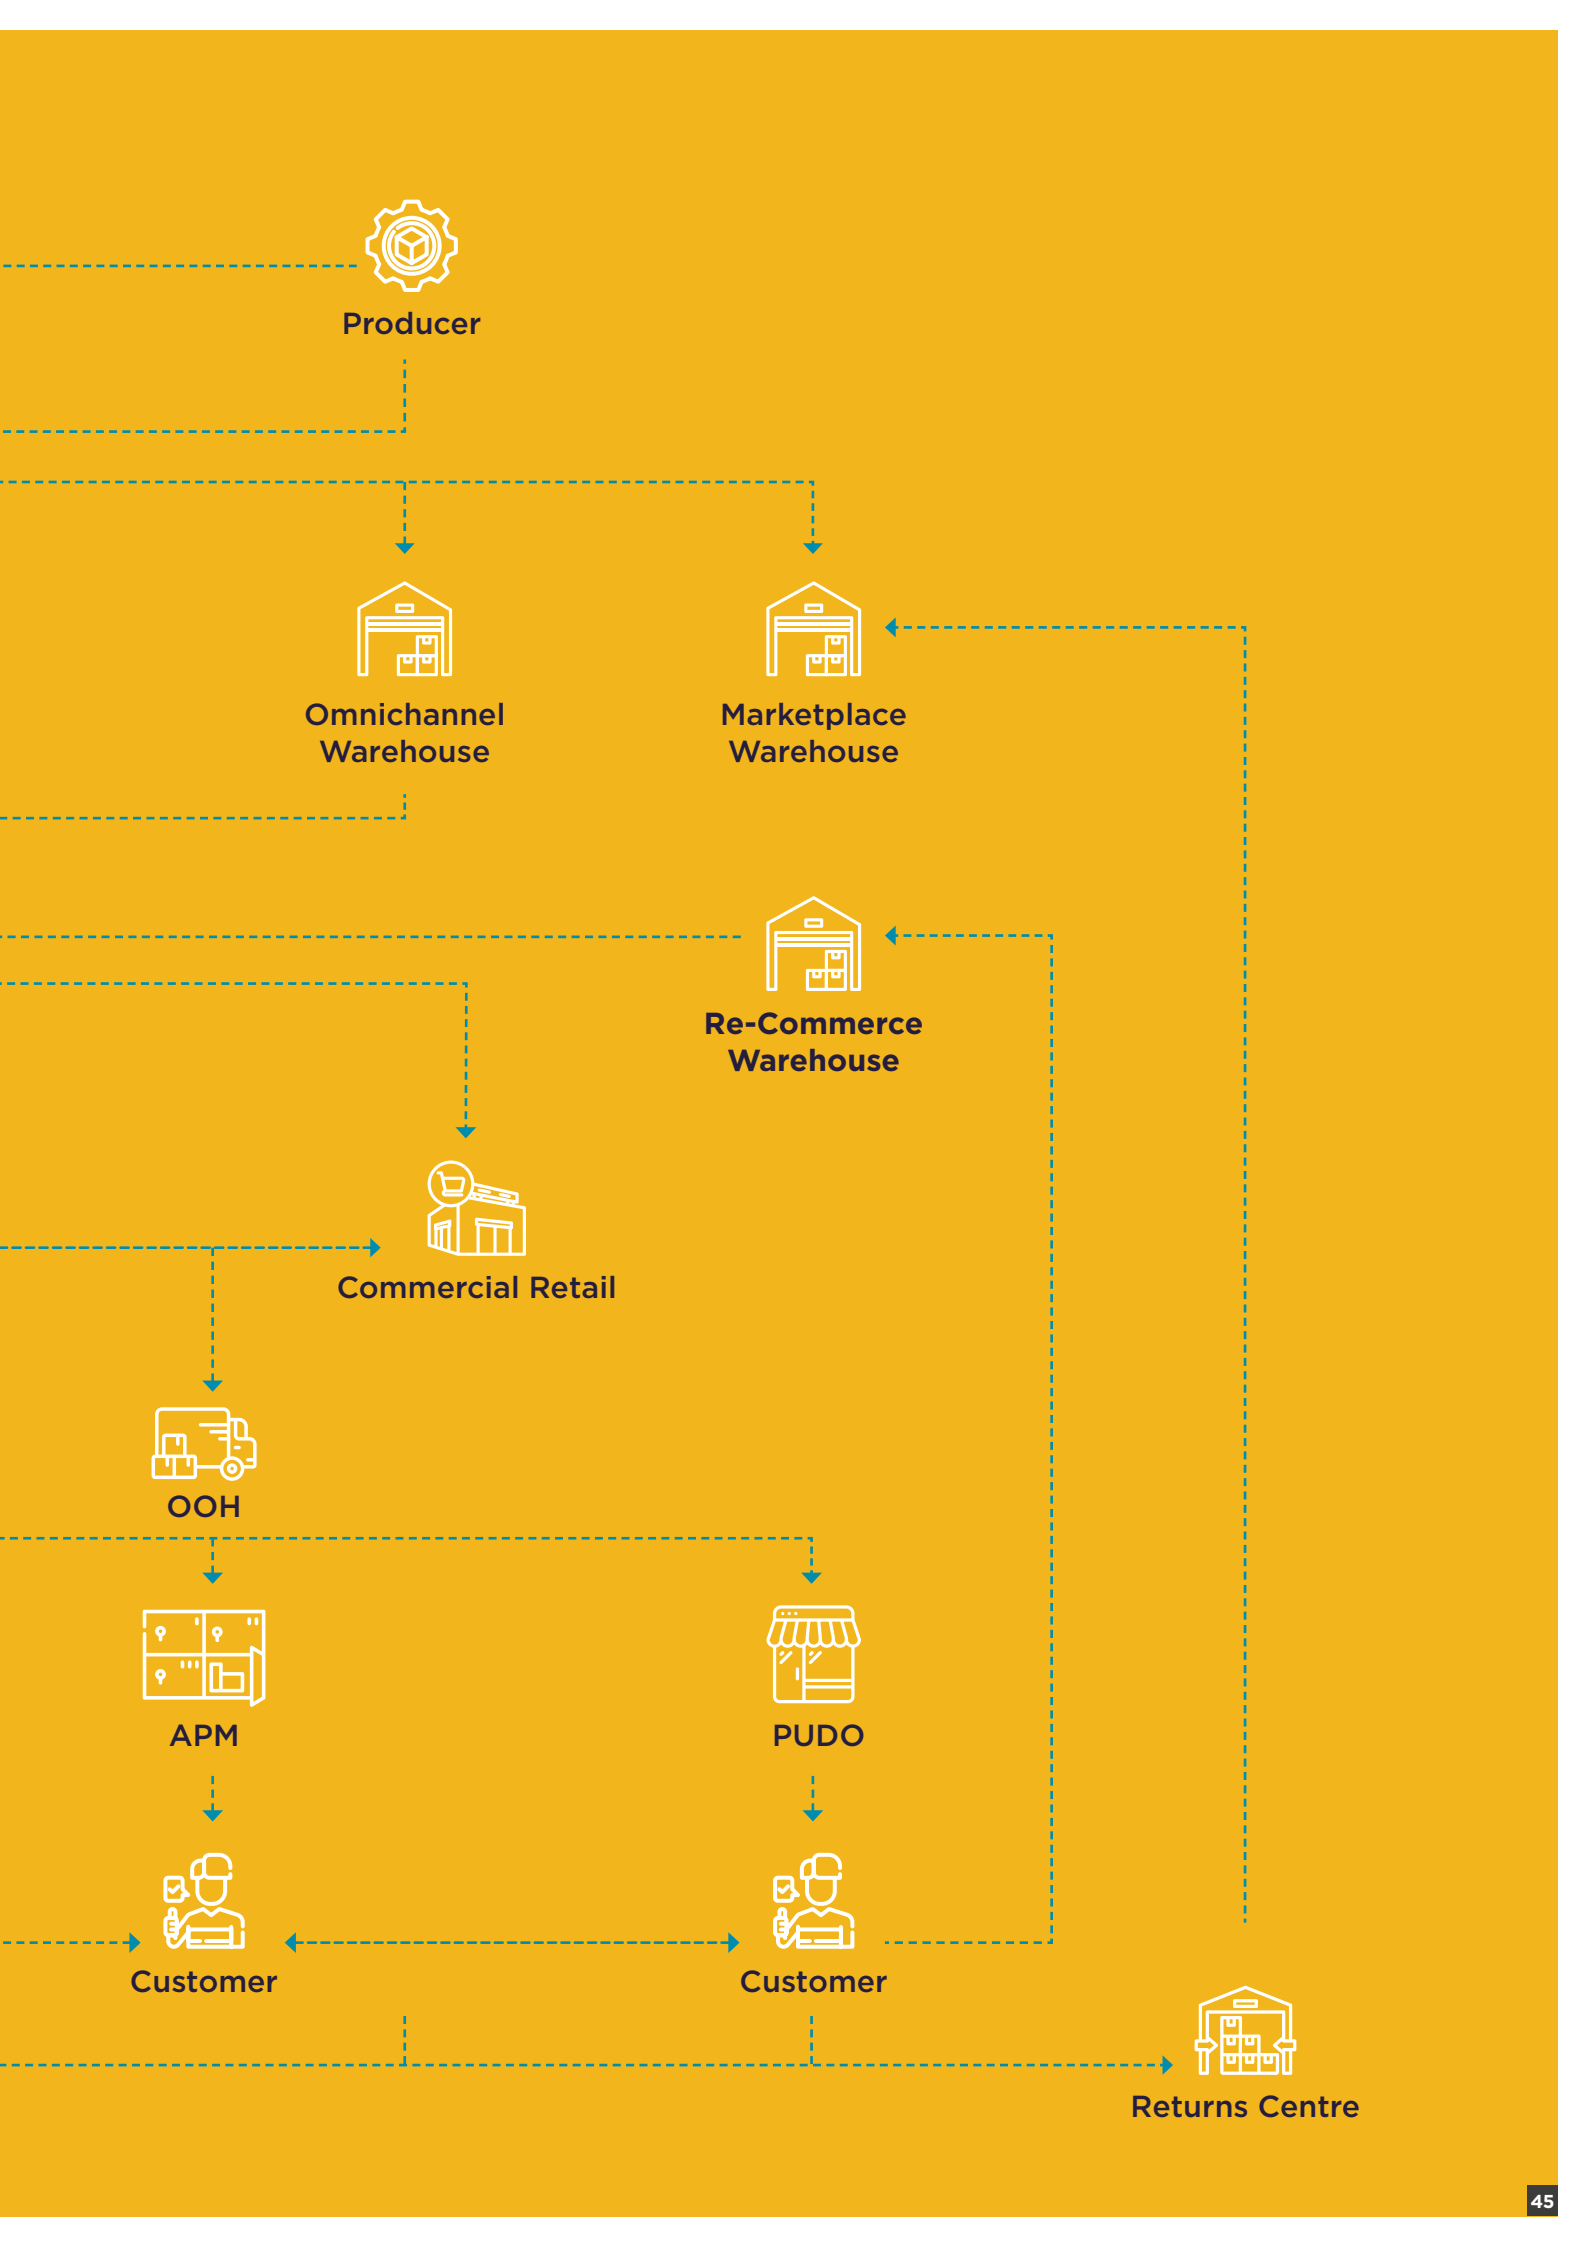 Producer
Omnichannel
Warehouse
Marketplace
Warehouse
Re-Commerce
Warehouse
Commercial Retail
OOH
APM
PUDO
Customer
Customer
Returns Centre
45